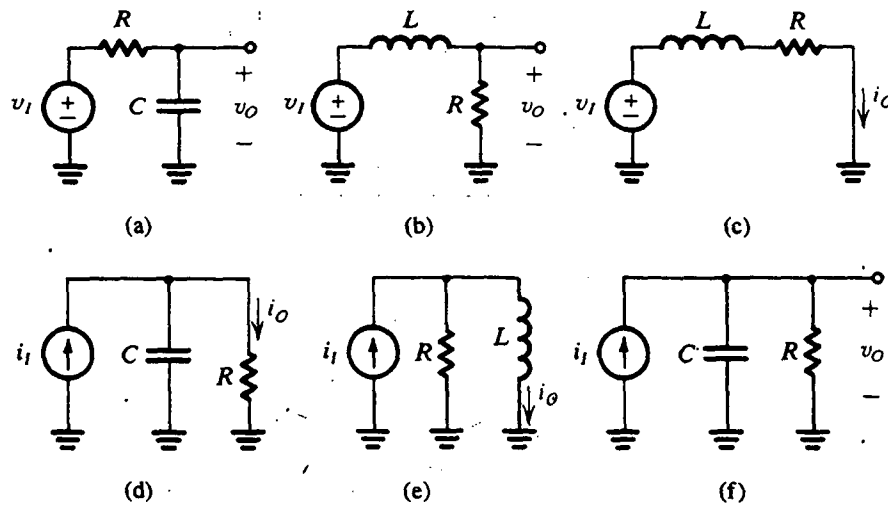 R
L
L
R
v_I
+
−
C
+
v_O
−
v_I
+
−
R
+
v_O
−
v_I
+
−
i_O
(a)
(b)
(c)
i_I
C
i_O
R
i_I
R
L
i_O
i_I
C
R
+
v_O
−
(d)
(e)
(f)